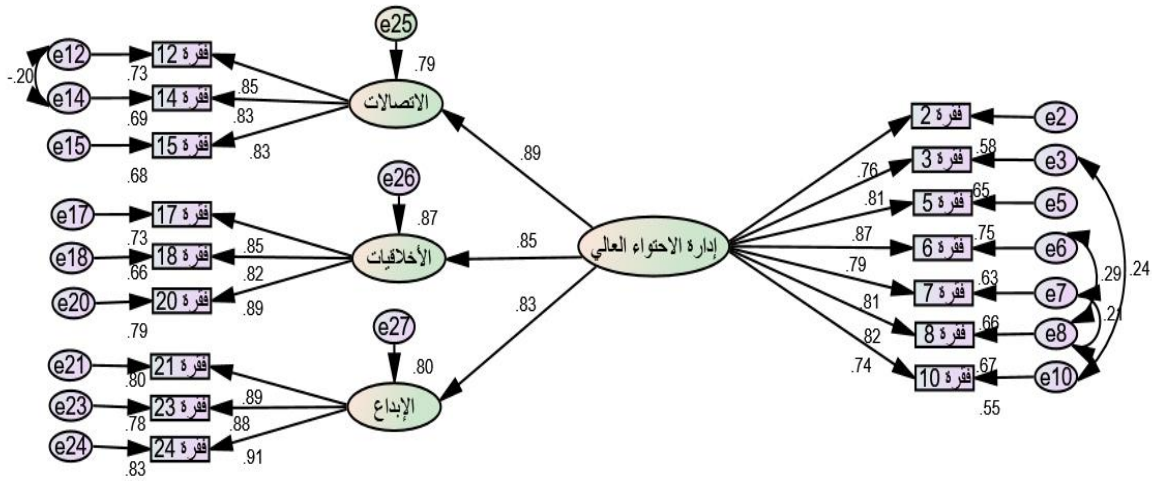 e25
.79
الاتصالات
e12
فقرة 12
.73
.85
-.20
e14
فقرة 14
.69
.83
e15
فقرة 15
.68
.83
.89
e26
.87
الأخلاقيات
e17
فقرة 17
.73
.85
e18
فقرة 18
.66
.82
e20
فقرة 20
.79
.89
.85
إدارة الاحتواء العالي
e27
.80
الإبداع
e21
فقرة 21
.80
.89
e23
فقرة 23
.78
.88
e24
فقرة 24
.83
.91
.83
فقرة 2
e2
.76
.58
فقرة 3
e3
.81
.65
فقرة 5
e5
.87
.75
فقرة 6
e6
.79
.63
فقرة 7
e7
.81
.66
فقرة 8
e8
.82
.67
فقرة 10
e10
.74
.55
.29
.21
.24